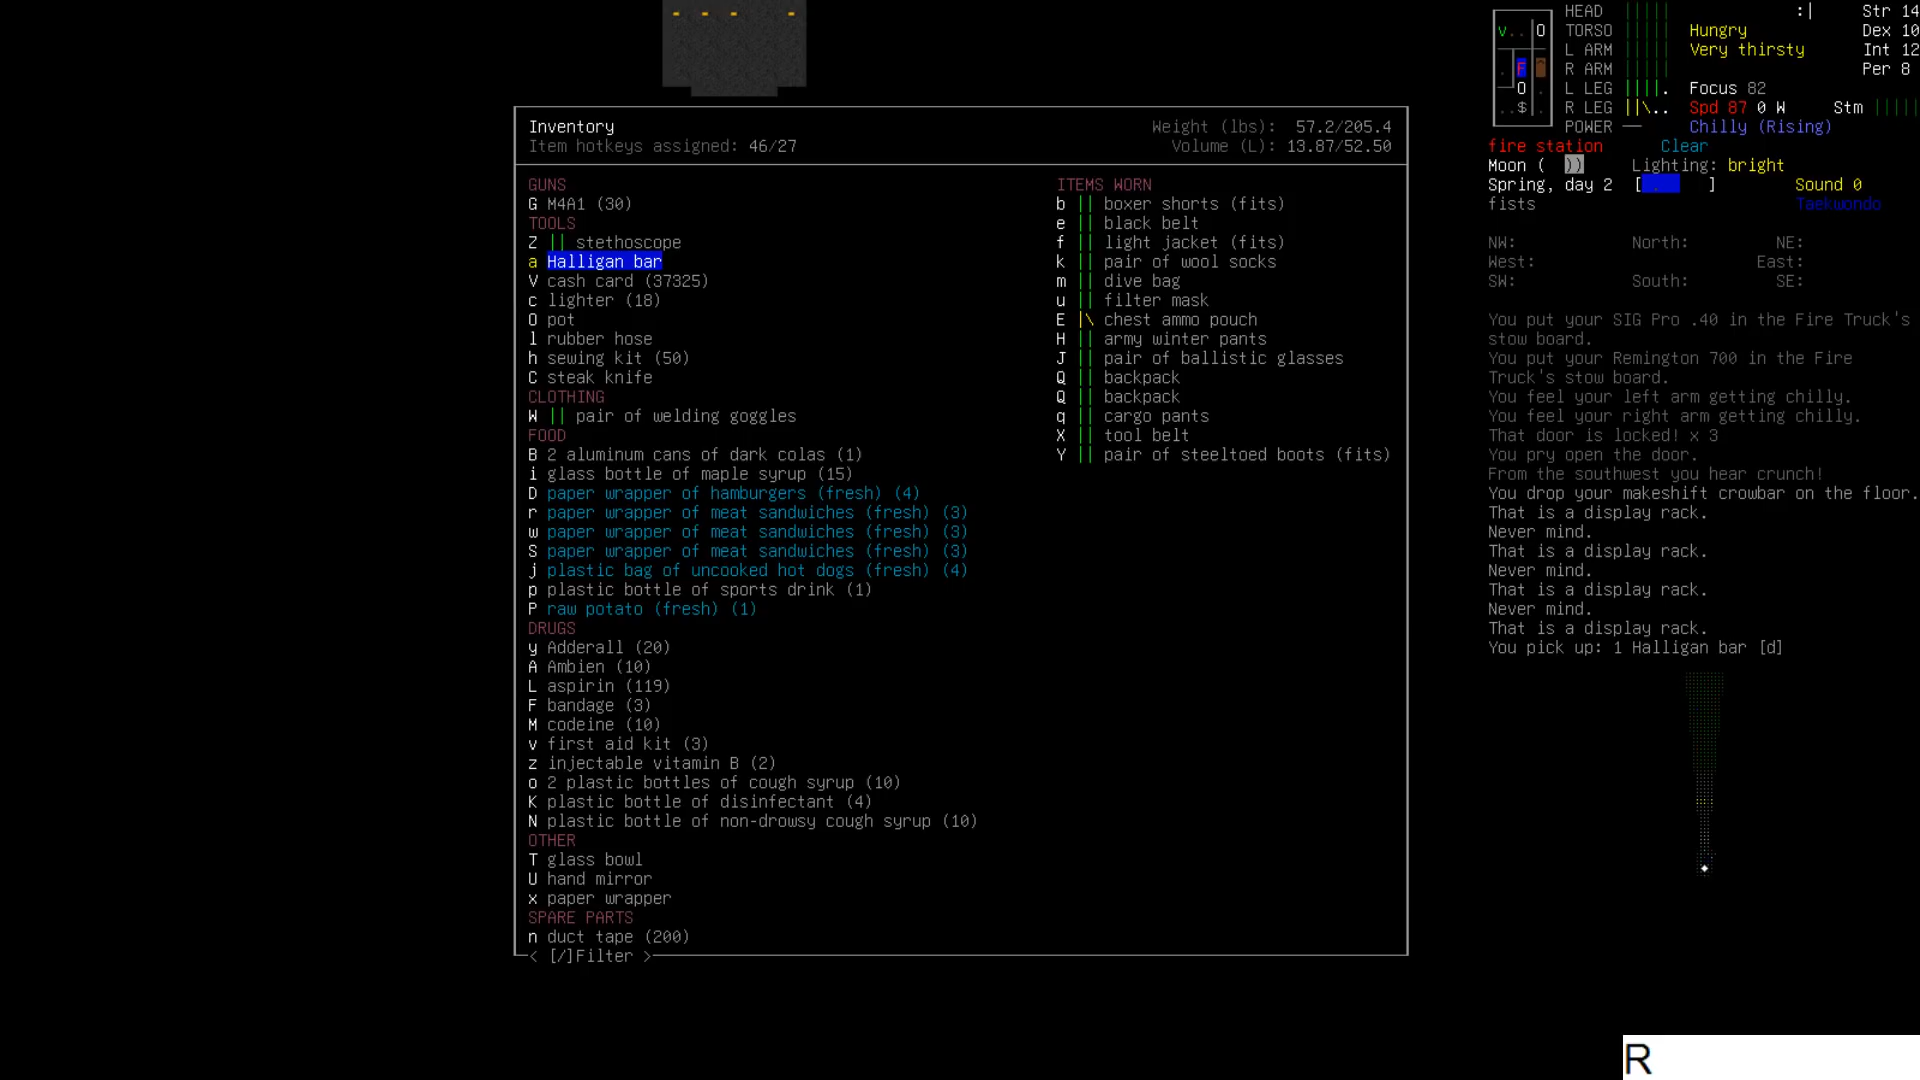 Inventory
Item hotkeys assigned: 46/27
Weight (lbs): 57.2/205.4
Volume (L): 13.87/52.50
GUNS
G M4A1 (30)
TOOLS
Z || stethoscope
a Halligan bar
V cash card (37325)
c lighter (18)
O pot
l rubber hose
h sewing kit (50)
C steak knife
CLOTHING
W || pair of welding goggles
FOOD
B 2 aluminum cans of dark colas (1)
i glass bottle of maple syrup (15)
D paper wrapper of hamburgers (fresh) (4)
r paper wrapper of meat sandwiches (fresh) (3)
w paper wrapper of meat sandwiches (fresh) (3)
S paper wrapper of meat sandwiches (fresh) (3)
j plastic bag of uncooked hot dogs (fresh) (4)
p plastic bottle of sports drink (1)
P raw potato (fresh) (1)
DRUGS
y Adderall (20)
A Ambien (10)
L aspirin (119)
F bandage (3)
M codeine (10)
v first aid kit (3)
z injectable vitamin B (2)
o 2 plastic bottles of cough syrup (10)
K plastic bottle of disinfectant (4)
N plastic bottle of non-drowsy cough syrup (10)
OTHER
T glass bowl
U hand mirror
x paper wrapper
SPARE PARTS
n duct tape (200)
< [/]Filter >
ITEMS WORN
b || boxer shorts (fits)
e || black belt
f || light jacket (fits)
k || pair of wool socks
m || dive bag
u || filter mask
E |\ chest ammo pouch
H || army winter pants
J || pair of ballistic glasses
Q || backpack
Q || backpack
q || cargo pants
X || tool belt
Y || pair of steeltoed boots (fits)
v.. O
. F
O .
..$ .
HEAD ||||| :| Str 14
TORSO ||||| Hungry Dex 10
L ARM ||||| Very thirsty Int 12
R ARM ||||| Per 8
L LEG ||||. Focus 82
R LEG ||\.. Spd 87 0 W Stm |||||
POWER — Chilly (Rising)
fire station Clear
Moon ( )) Lighting: bright
Spring, day 2 [ ] Sound 0
fists Taekwondo
NW: North: NE:
West: East:
SW: South: SE:
You put your SIG Pro .40 in the Fire Truck's
stow board.
You put your Remington 700 in the Fire
Truck's stow board.
You feel your left arm getting chilly.
You feel your right arm getting chilly.
That door is locked! x 3
You pry open the door.
From the southwest you hear crunch!
You drop your makeshift crowbar on the floor.
That is a display rack.
Never mind.
That is a display rack.
Never mind.
That is a display rack.
Never mind.
That is a display rack.
You pick up: 1 Halligan bar [d]
R